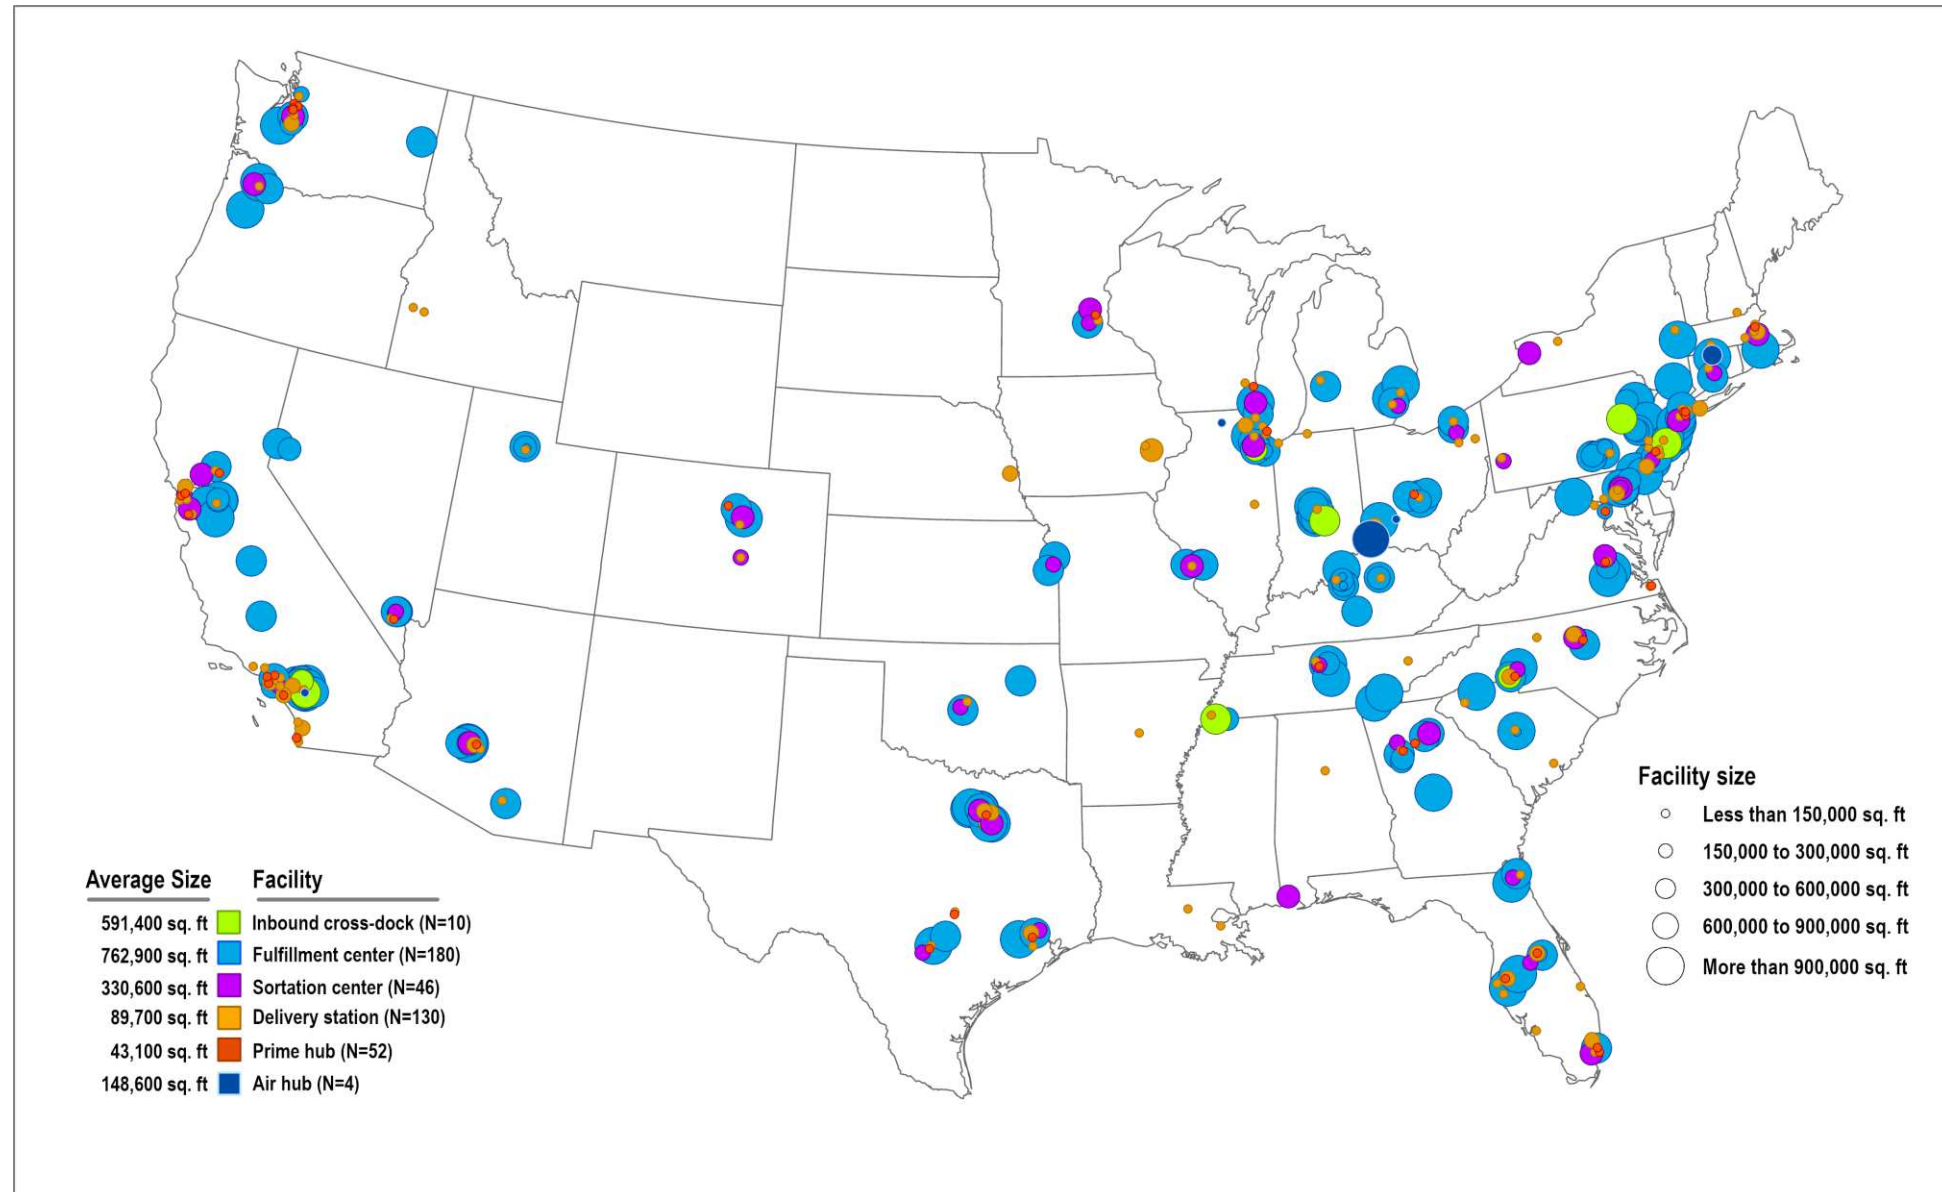 Average Size Facility
591,400 sq. ft Inbound cross-dock (N=10)
762,900 sq. ft Fulfillment center (N=180)
330,600 sq. ft Sortation center (N=46)
89,700 sq. ft Delivery station (N=130)
43,100 sq. ft Prime hub (N=52)
148,600 sq. ft Air hub (N=4)
Facility size
Less than 150,000 sq. ft
150,000 to 300,000 sq. ft
300,000 to 600,000 sq. ft
600,000 to 900,000 sq. ft
More than 900,000 sq. ft